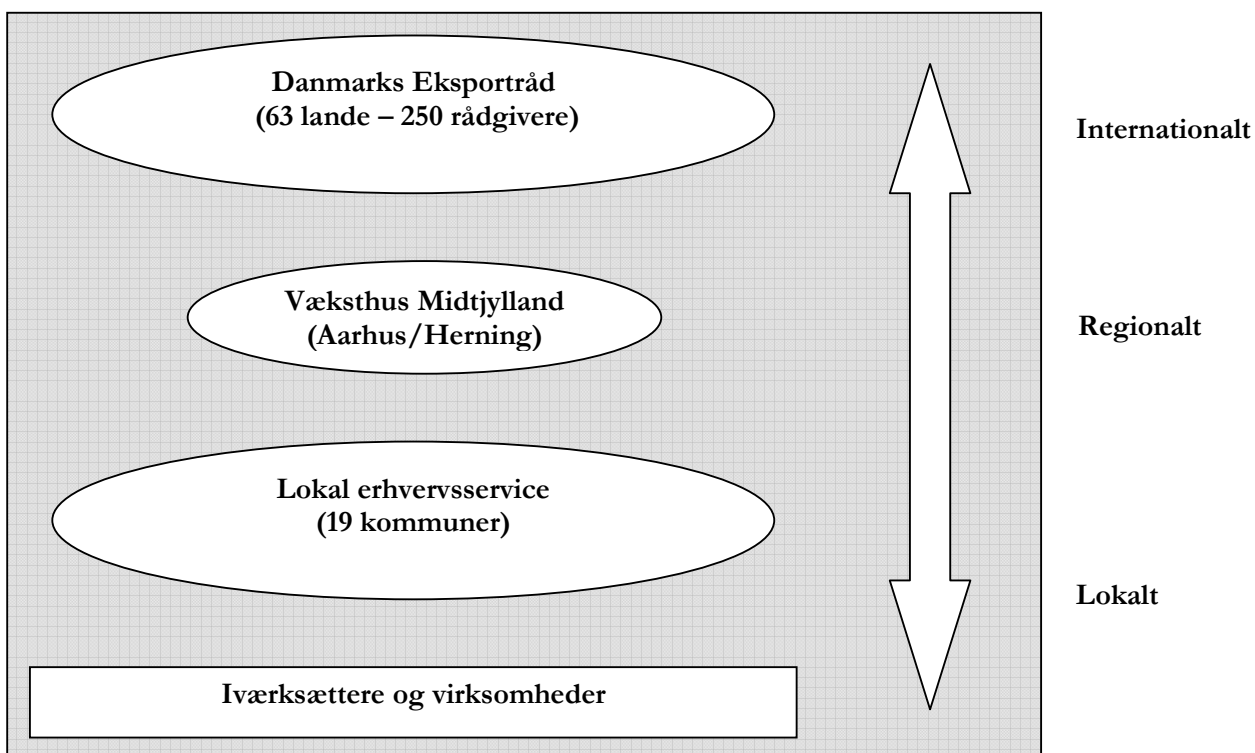 Danmarks Eksportråd
(63 lande – 250 rådgivere)
Internationalt
Væksthus Midtjylland
(Aarhus/Herning)
Regionalt
Lokal erhvervsservice
(19 kommuner)
Lokalt
Iværksættere og virksomheder